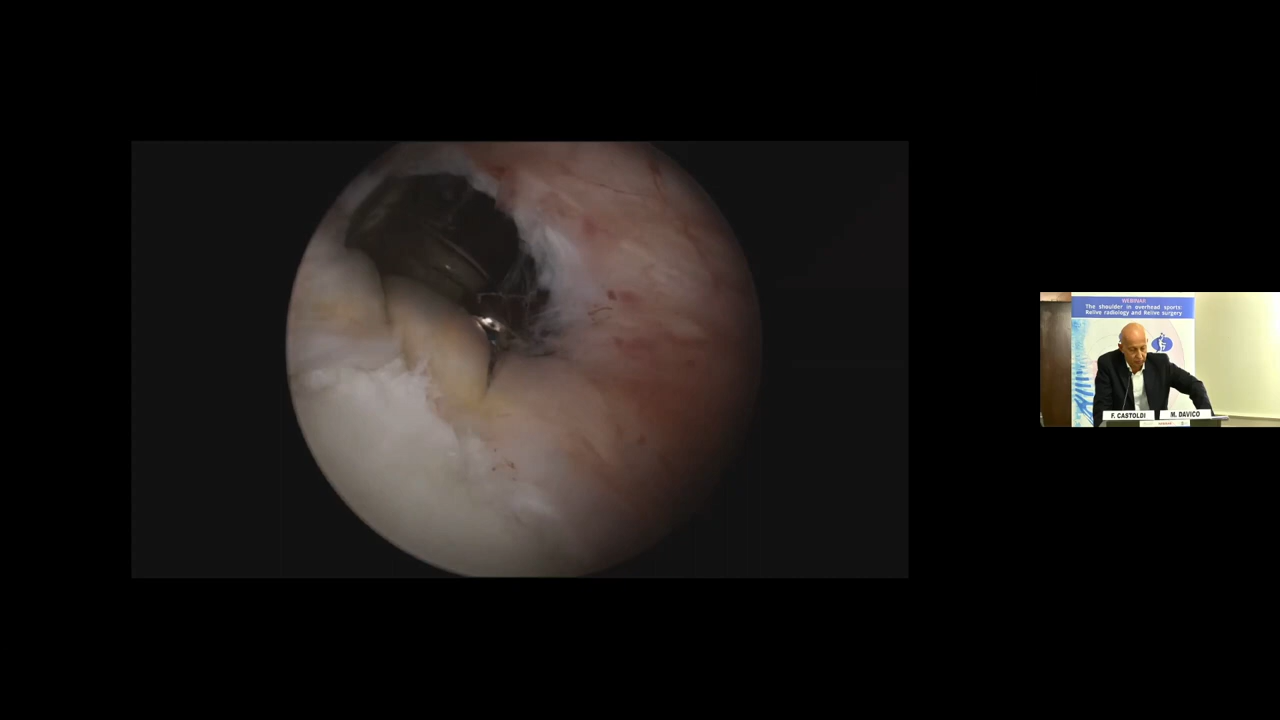 WEBINAR
The shoulder in overhead sports:
Relive radiology and Relive surgery
F. CASTOLDI
M. DAVICO